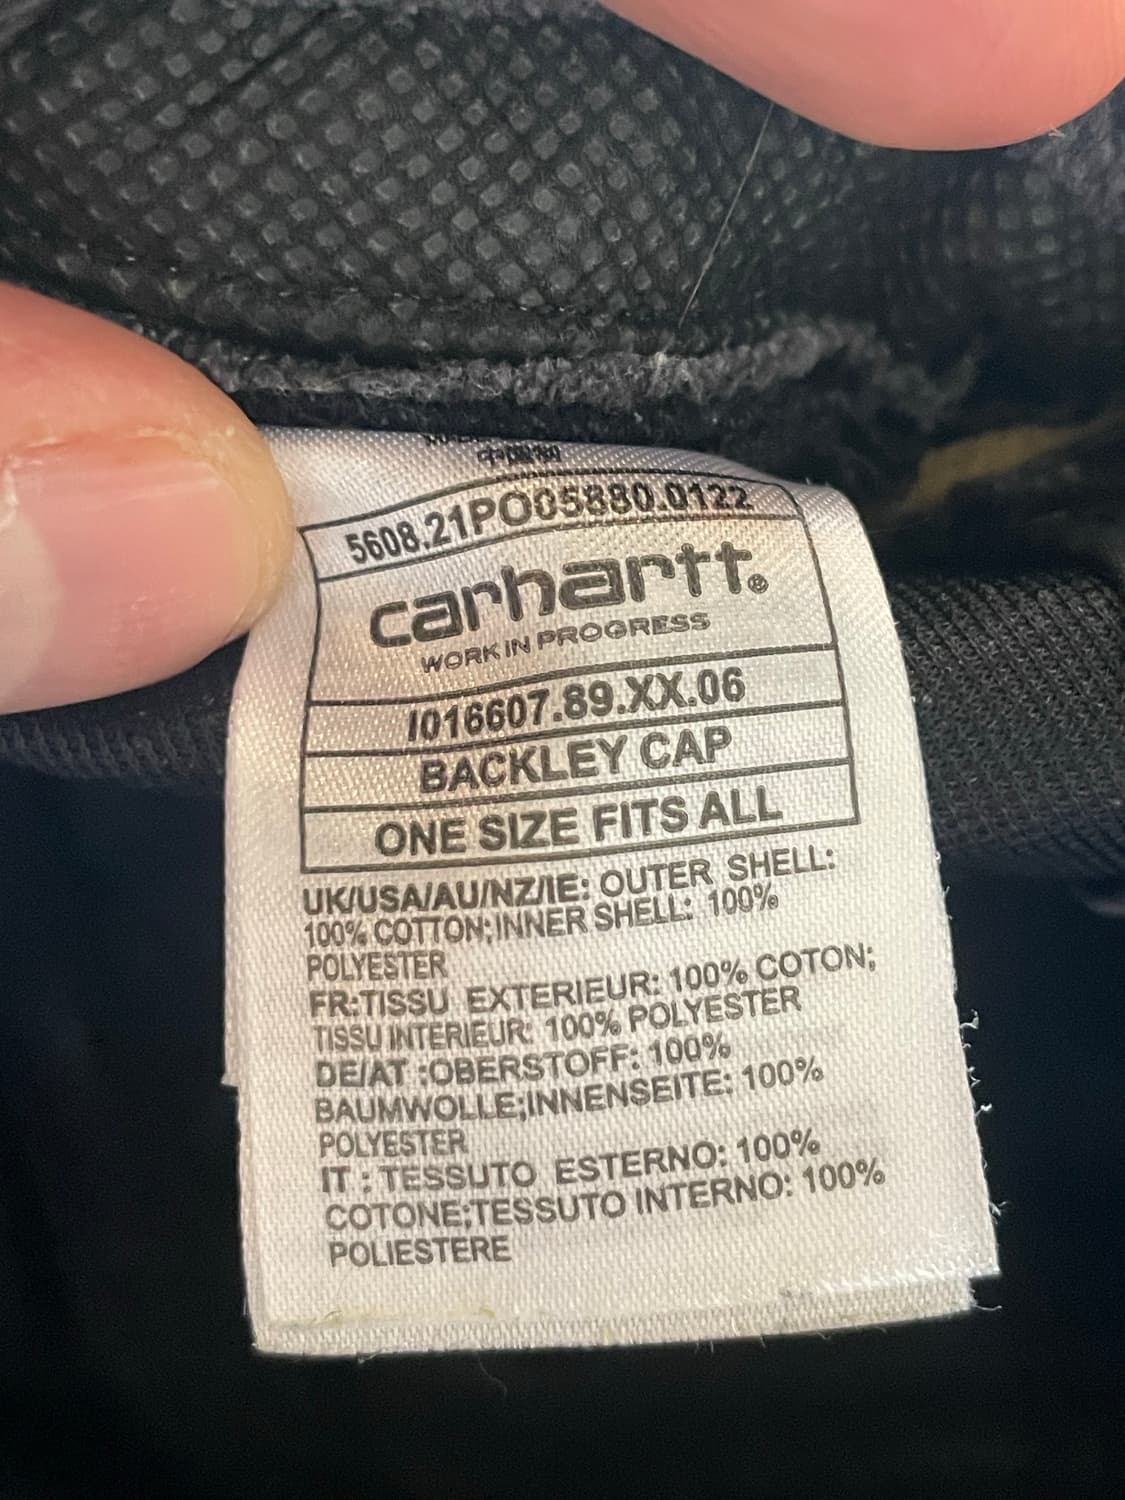 5608.21PO05880.0122
carhartt.®
WORK IN PROGRESS
I016607.89.XX.06
BACKLEY CAP
ONE SIZE FITS ALL
UK/USA/AU/NZ/IE: OUTER SHELL:
100% COTTON;INNER SHELL: 100%
POLYESTER
FR:TISSU EXTERIEUR: 100% COTON;
TISSU INTERIEUR: 100% POLYESTER
DE/AT :OBERSTOFF: 100%
BAUMWOLLE;INNENSEITE: 100%
POLYESTER
IT : TESSUTO ESTERNO: 100%
COTONE;TESSUTO INTERNO: 100%
POLIESTERE